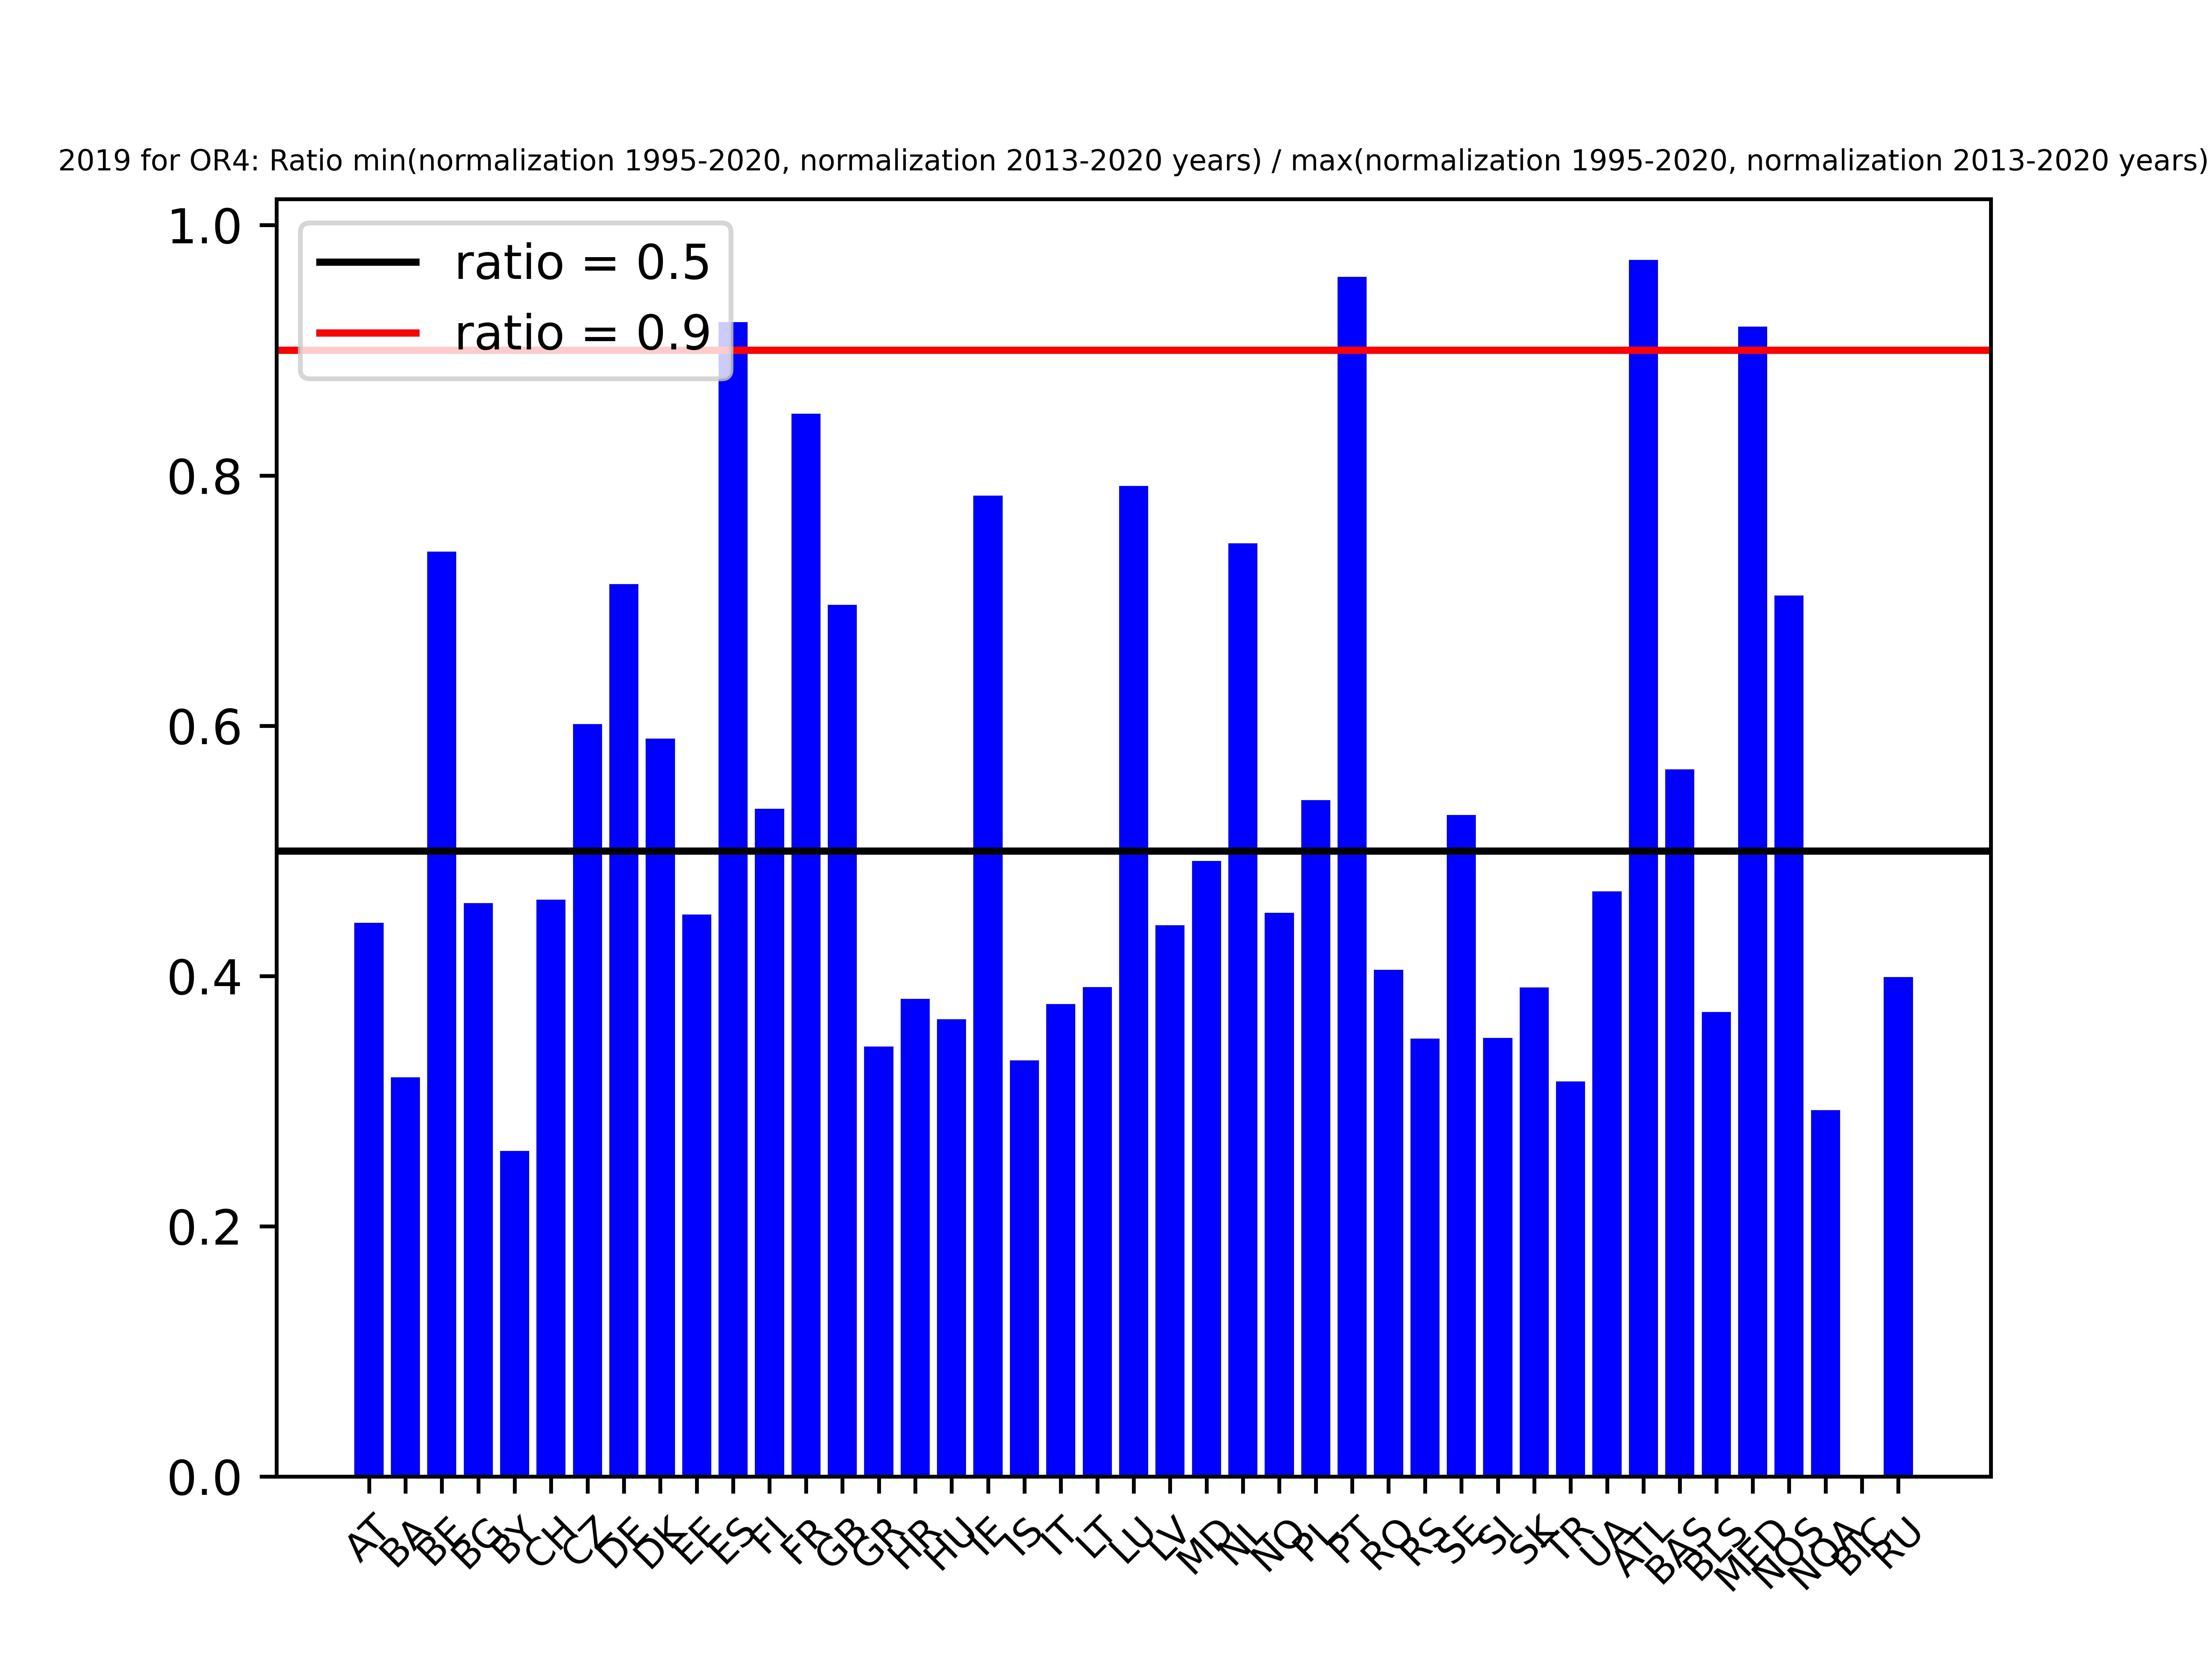 2019 for OR4: Ratio min(normalization 1995-2020, normalization 2013-2020 years) / max(normalization 1995-2020, normalization 2013-2020 years)
1.0
ratio = 0.5
ratio = 0.9
0.8
0.6
0.4
0.2
0.0
AT BA BE BG BY CH CZ DE DK EE ES FI FR GB GR HR HU IE IS IT LT LU LV MD NL NO PL PT RO RS SE SI SK TR UA ATL BAS BLS MED NOS NOA BIC RU